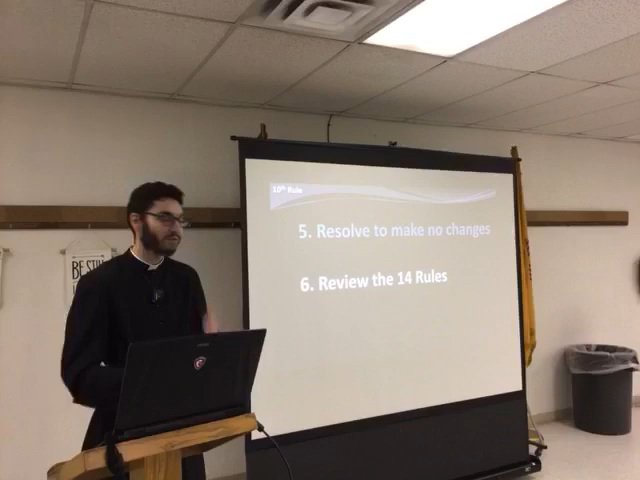 10th Rule
5. Resolve to make no changes
6. Review the 14 Rules
BE STILL